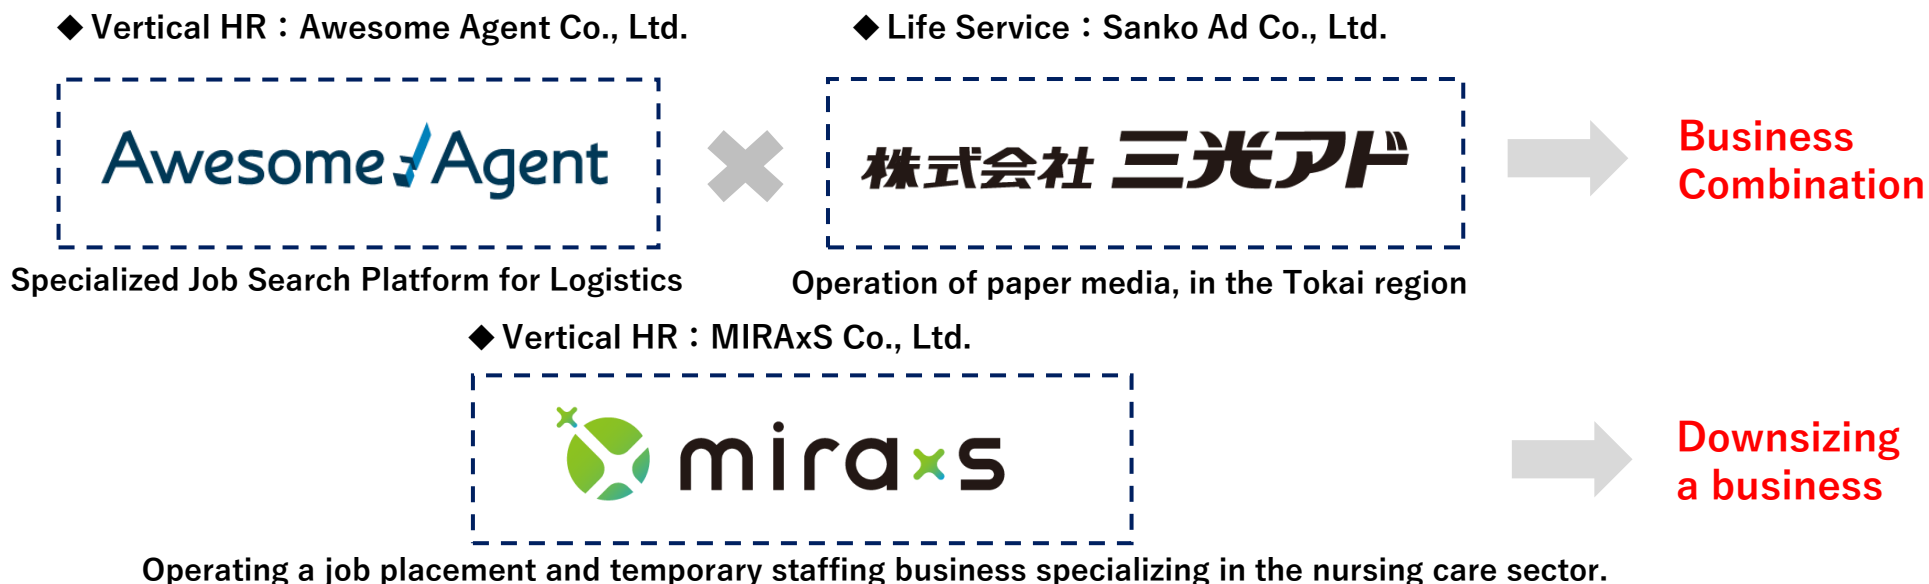 ◆ Vertical HR：Awesome Agent Co., Ltd.
◆ Life Service：Sanko Ad Co., Ltd.
Awesome Agent
株式会社 三光アド
Business
Combination
Specialized Job Search Platform for Logistics
Operation of paper media, in the Tokai region
◆ Vertical HR：MIRAxS Co., Ltd.
miraxs
Downsizing
a business
Operating a job placement and temporary staffing business specializing in the nursing care sector.